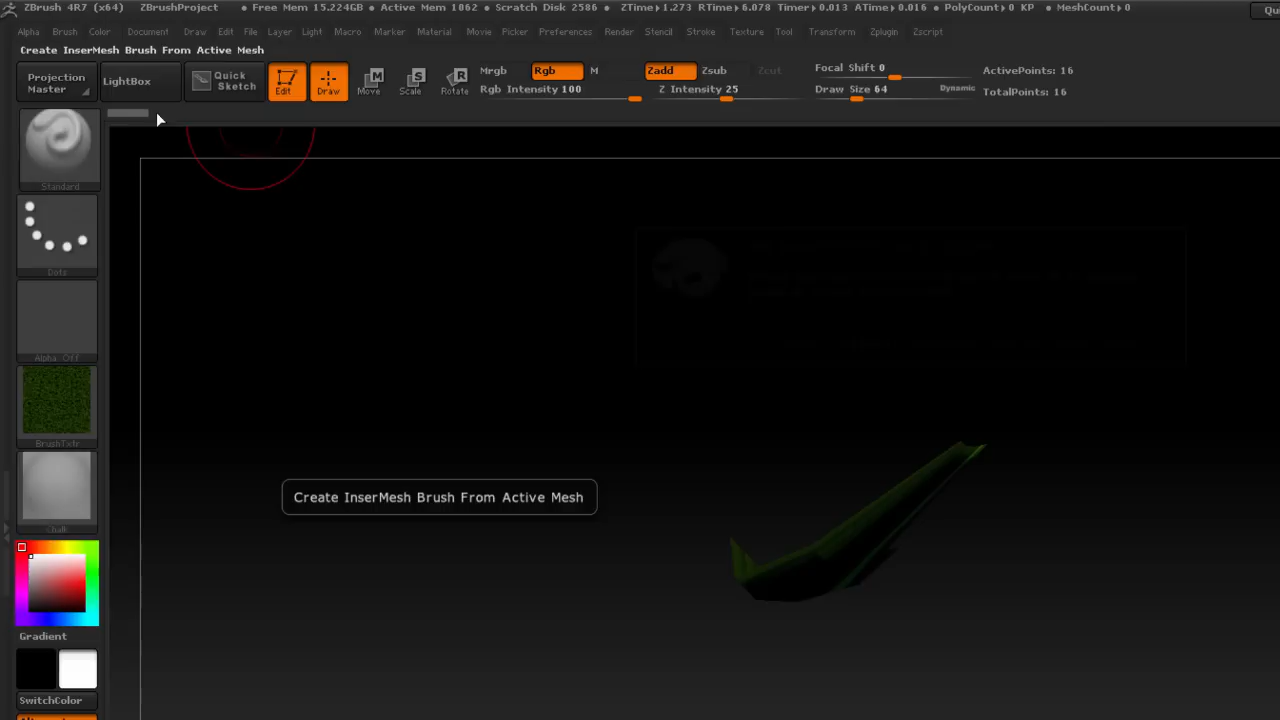 ZBrush 4R7 (x64) ZBrushProject • Free Mem 15.224GB • Active Mem 1062 • Scratch Disk 2586 • ZTime▸1.273 RTime▸6.078 Timer▸0.013 ATime▸0.016 • PolyCount▸0 KP • MeshCount▸0
Alpha Brush Color Document Draw Edit File Layer Light Macro Marker Material Movie Picker Preferences Render Stencil Stroke Texture Tool Transform Zplugin Zscript
Create InserMesh Brush From Active Mesh
Projection Master
LightBox
Quick Sketch
Edit
Draw
Move
Scale
Rotate
Mrgb Rgb M
Rgb Intensity 100
Zadd Zsub Zcut
Z Intensity 25
Focal Shift 0
Draw Size 64 Dynamic
ActivePoints: 16
TotalPoints: 16
Standard
Dots
Alpha Off
BrushTxtr
Chalk
Gradient
SwitchColor
Create InserMesh Brush From Active Mesh